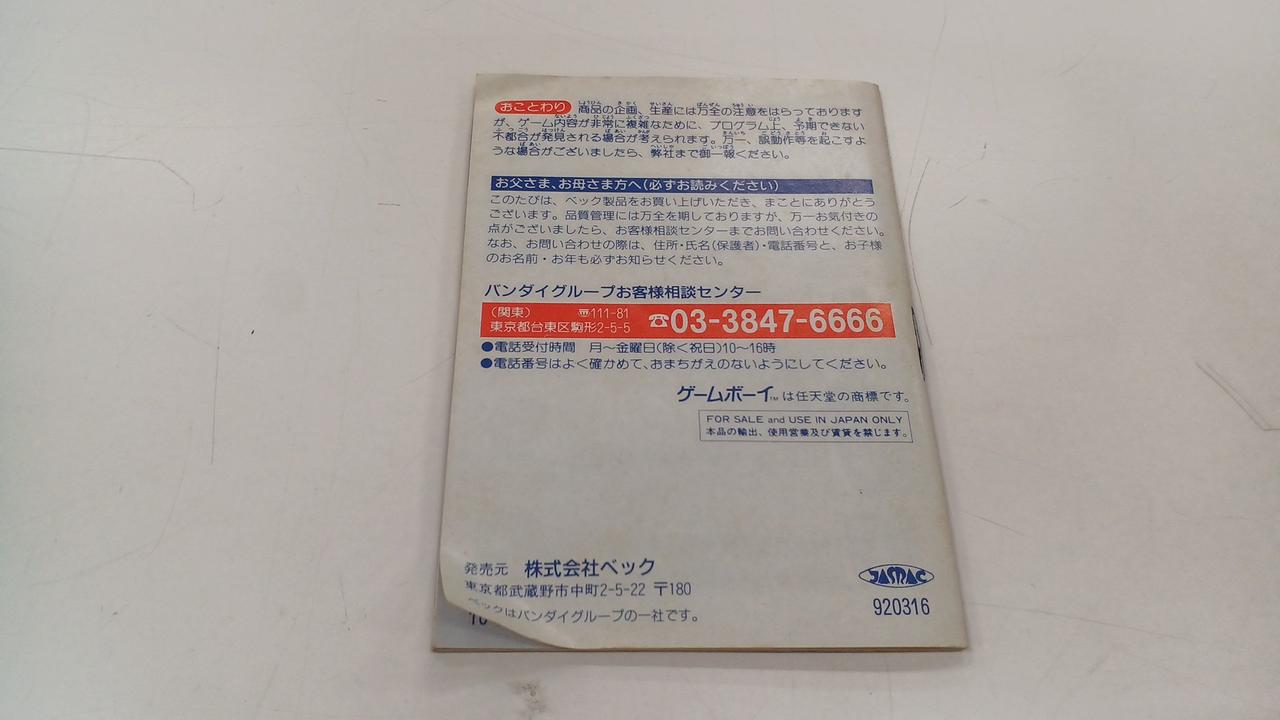 おことわり 商品の企画、生産には万全の注意をはらっております
が、ゲーム内容が非常に複雑なために、プログラム上、予期できない
不都合が発見される場合が考えられます。万一、誤動作等を起こすよ
うな場合がございましたら、弊社まで御一報ください。
お父さま、お母さま方へ(必ずお読みください)
このたびは、ベック製品をお買い上げいただき、まことにありがとう
ございます。品質管理には万全を期しておりますが、万一お気付きの
点がございましたら、お客様相談センターまでお問い合わせください。
なお、お問い合わせの際は、住所・氏名(保護者)・電話番号と、お子様
のお名前・お年も必ずお知らせください。
バンダイグループお客様相談センター
(関東) 〒111-81
東京都台東区駒形2-5-5 ☎03-3847-6666
●電話受付時間 月〜金曜日(除く祝日)10〜16時
●電話番号はよく確かめて、おまちがえのないようにしてください。
ゲームボーイTMは任天堂の商標です。
FOR SALE and USE IN JAPAN ONLY
本品の輸出、使用営業及び賃貸を禁じます。
発売元 株式会社ベック
東京都武蔵野市中町2-5-22 〒180
ベックはバンダイグループの一社です。
JASRAC
920316